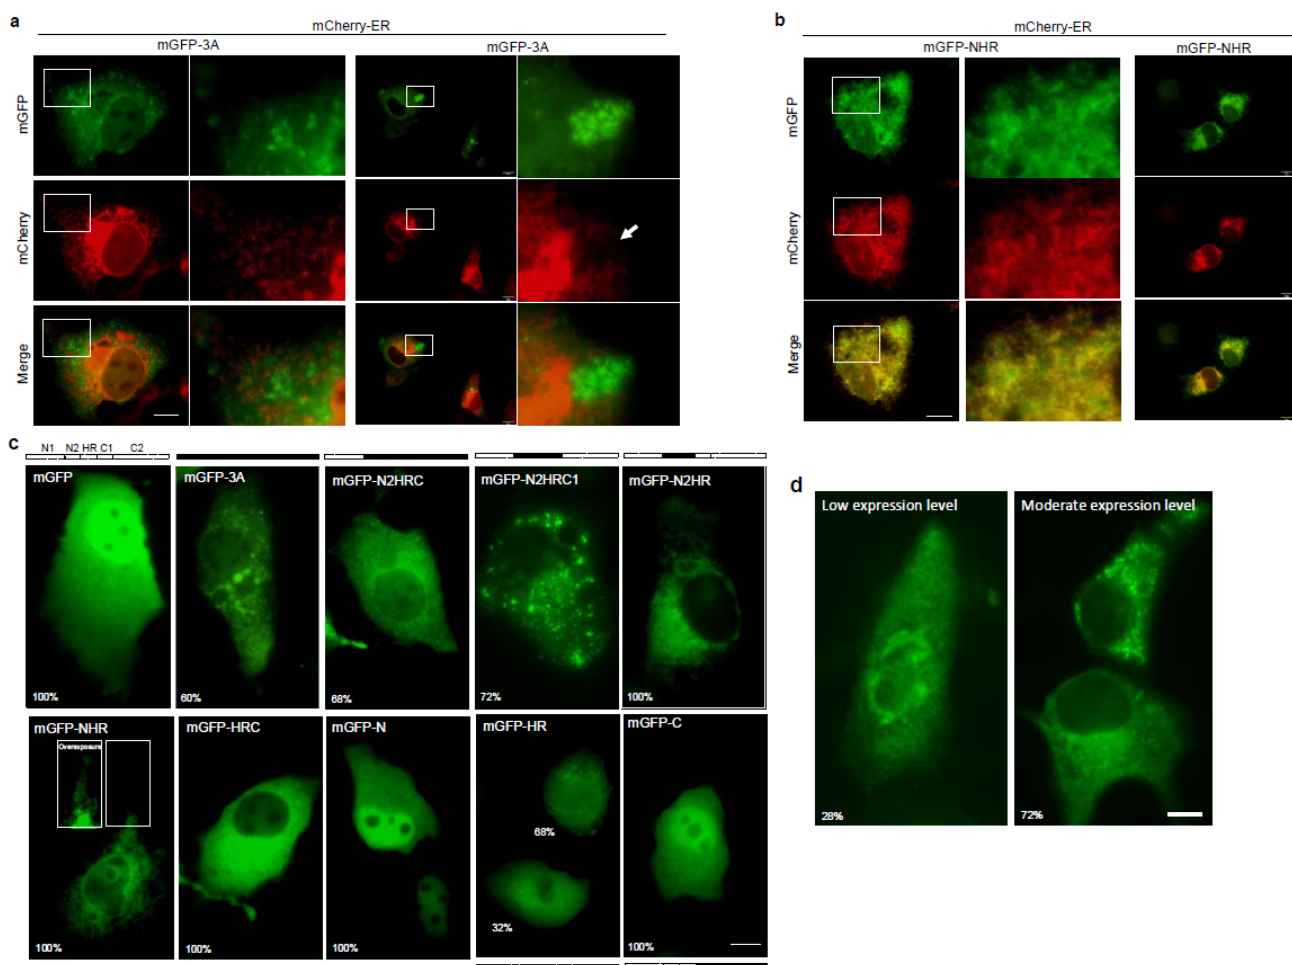 a
mCherry-ER
mGFP-3A
mGFP-3A
mGFP
mCherry
Merge
b
mCherry-ER
mGFP-NHR
mGFP-NHR
mGFP
mCherry
Merge
c
N1 N2 HR C1 C2
mGFP
100%
mGFP-3A
60%
mGFP-N2HRC
68%
mGFP-N2HRC1
72%
mGFP-N2HR
100%
mGFP-NHR
Overexposure
100%
mGFP-HRC
100%
mGFP-N
100%
mGFP-HR
68%
32%
mGFP-C
100%
d
Low expression level
28%
Moderate expression level
72%